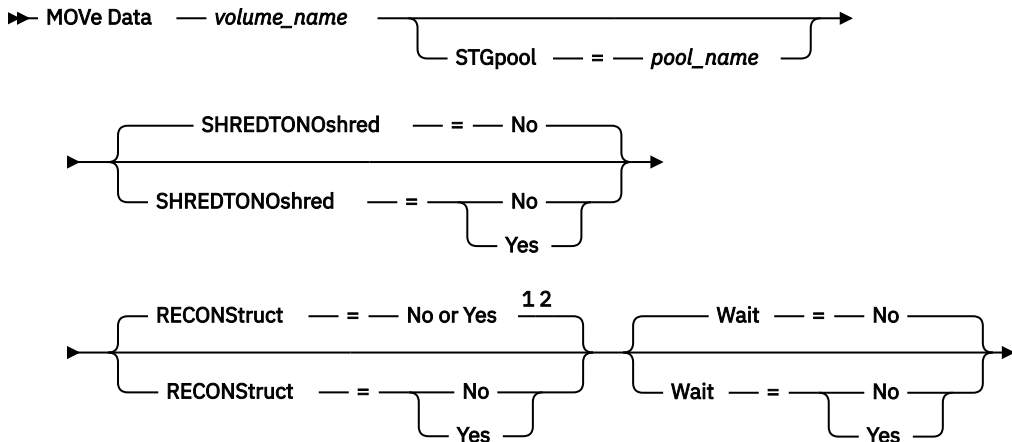 MOVe Data — volume_name
STGpool — = — pool_name
SHREDTONOshred — = — No
SHREDTONOshred — = — No
Yes
RECONStruct — = — No or Yes 1 2 Wait — = — No
RECONStruct — = — No Wait — = — No
Yes Yes